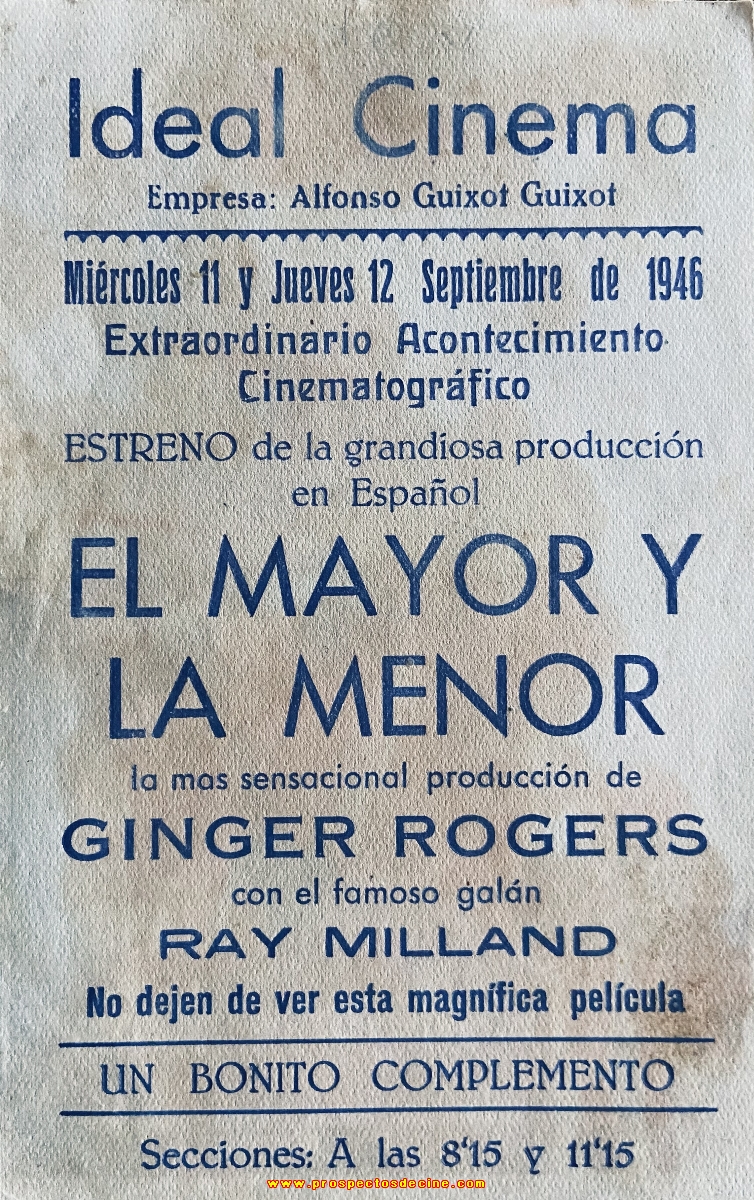 Ideal Cinema
Empresa: Alfonso Guixot Guixot
Miércoles 11 y Jueves 12 Septiembre de 1946
Extraordinario Acontecimiento
Cinematográfico
ESTRENO de la grandiosa producción
en Español
EL MAYOR Y
LA MENOR
la mas sensacional producción de
GINGER ROGERS
con el famoso galán
RAY MILLAND
No dejen de ver esta magnífica película
UN BONITO COMPLEMENTO
Secciones: A las 8'15 y 11'15
www.prospectosdecine.com